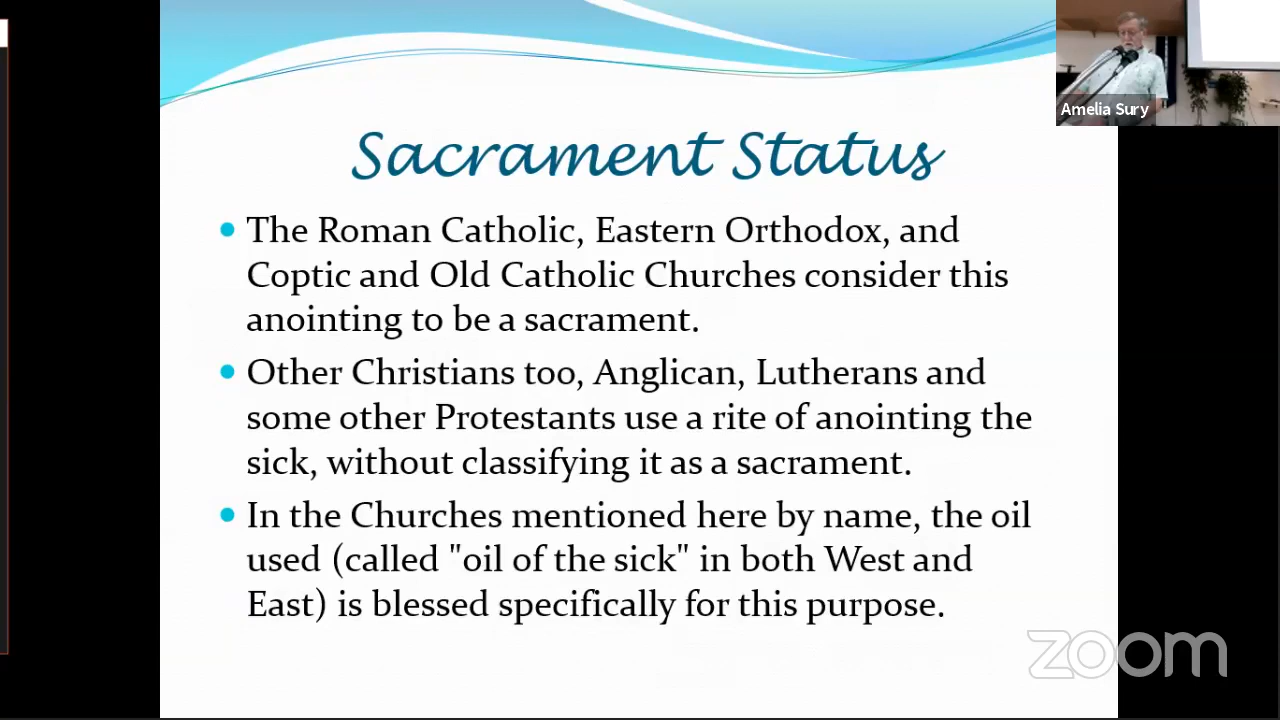 Amelia Sury
Sacrament Status
• The Roman Catholic, Eastern Orthodox, and
Coptic and Old Catholic Churches consider this
anointing to be a sacrament.
• Other Christians too, Anglican, Lutherans and
some other Protestants use a rite of anointing the
sick, without classifying it as a sacrament.
• In the Churches mentioned here by name, the oil
used (called "oil of the sick" in both West and
East) is blessed specifically for this purpose.
zoom